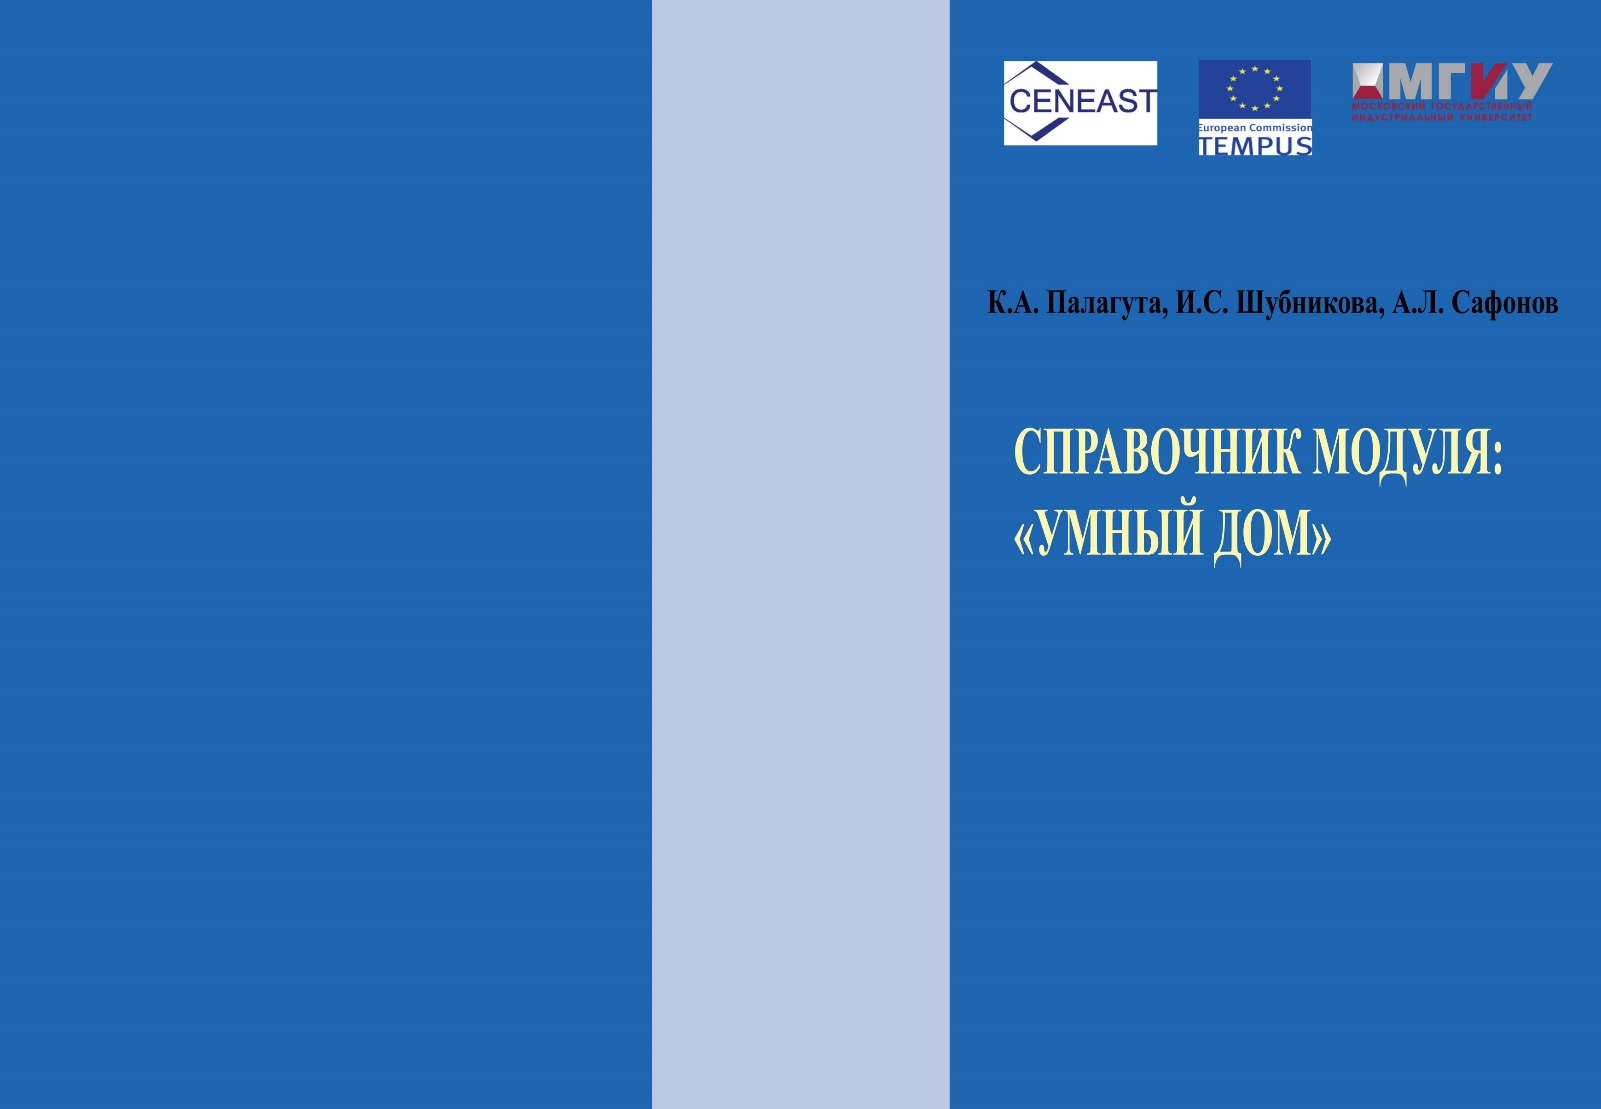 CENEAST
European Commission
TEMPUS
МГИУ
МОСКОВСКИЙ ГОСУДАРСТВЕННЫЙ
ИНДУСТРИАЛЬНЫЙ УНИВЕРСИТЕТ
К.А. Палагута, И.С. Шубникова, А.Л. Сафонов
СПРАВОЧНИК МОДУЛЯ:
«УМНЫЙ ДОМ»